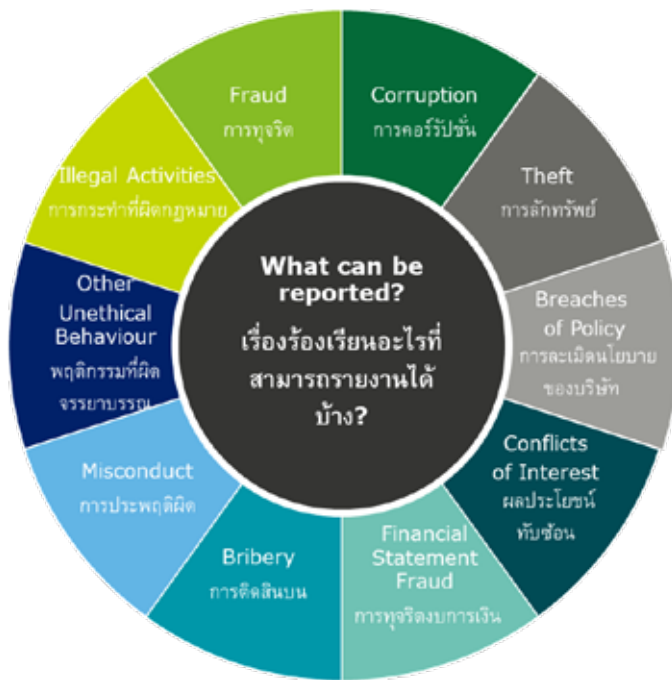 What can be
reported?
เรื่องร้องเรียนอะไรที่
สามารถรายงานได้
บ้าง?
Corruption
การคอร์รัปชั่น
Theft
การลักทรัพย์
Breaches
of Policy
การละเมิดนโยบาย
ของบริษัท
Conflicts
of Interest
ผลประโยชน์
ทับซ้อน
Financial
Statement
Fraud
การทุจริตงบการเงิน
Bribery
การติดสินบน
Misconduct
การประพฤติผิด
Other
Unethical
Behaviour
พฤติกรรมที่ผิด
จรรยาบรรณ
Illegal Activities
การกระทำที่ผิดกฎหมาย
Fraud
การทุจริต